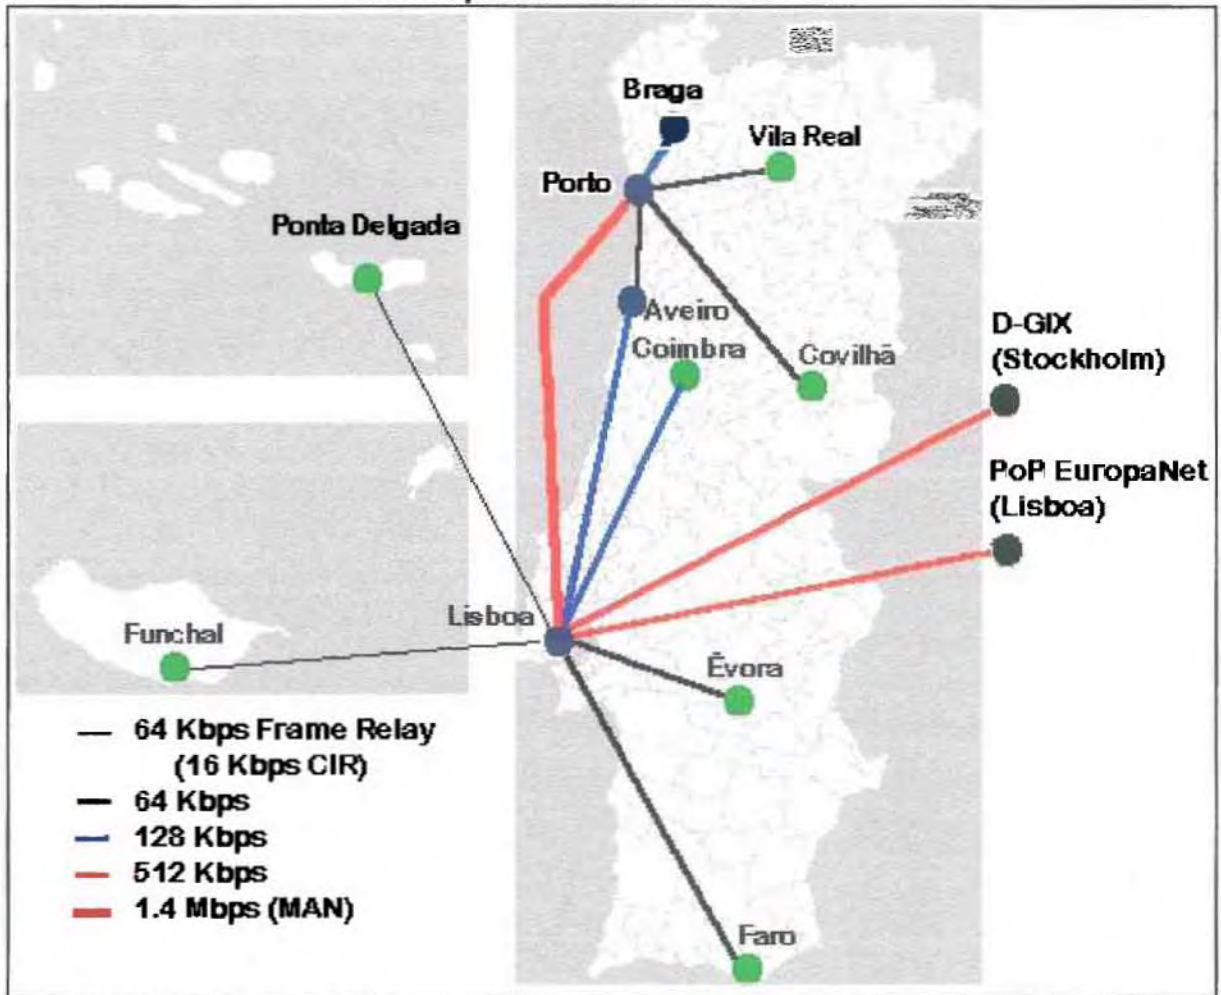 Braga
Vila Real
Porto
Ponta Delgada
Aveiro
Coimbra
Covilhã
D-GIX
(Stockholm)
PoP EuropaNet
(Lisboa)
Lisboa
Funchal
Évora
64 Kbps Frame Relay
(16 Kbps CIR)
64 Kbps
128 Kbps
512 Kbps
1.4 Mbps (MAN)
Faro